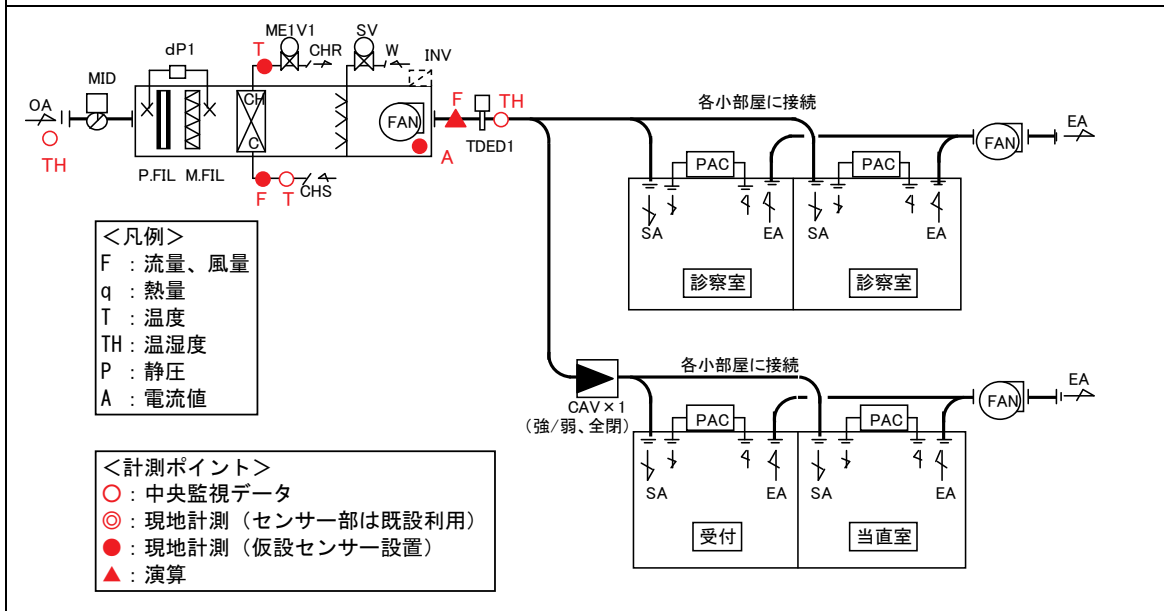 dP1
ME1V1
SV
T
CHR
W
INV
MID
OA
TH
CH
C
FAN
F
TH
TDED1
A
P.FIL M.FIL
F T CHS
各小部屋に接続
FAN
EA
PAC
PAC
SA
EA
SA
EA
診察室
診察室
各小部屋に接続
CAV×1
(強/弱、全閉)
FAN
EA
PAC
PAC
SA
EA
SA
EA
受付
当直室
<凡例>
F :流量、風量
q :熱量
T :温度
TH:温湿度
P :静圧
A :電流値
<計測ポイント>
○:中央監視データ
◎:現地計測(センサー部は既設利用)
●:現地計測(仮設センサー設置)
▲:演算